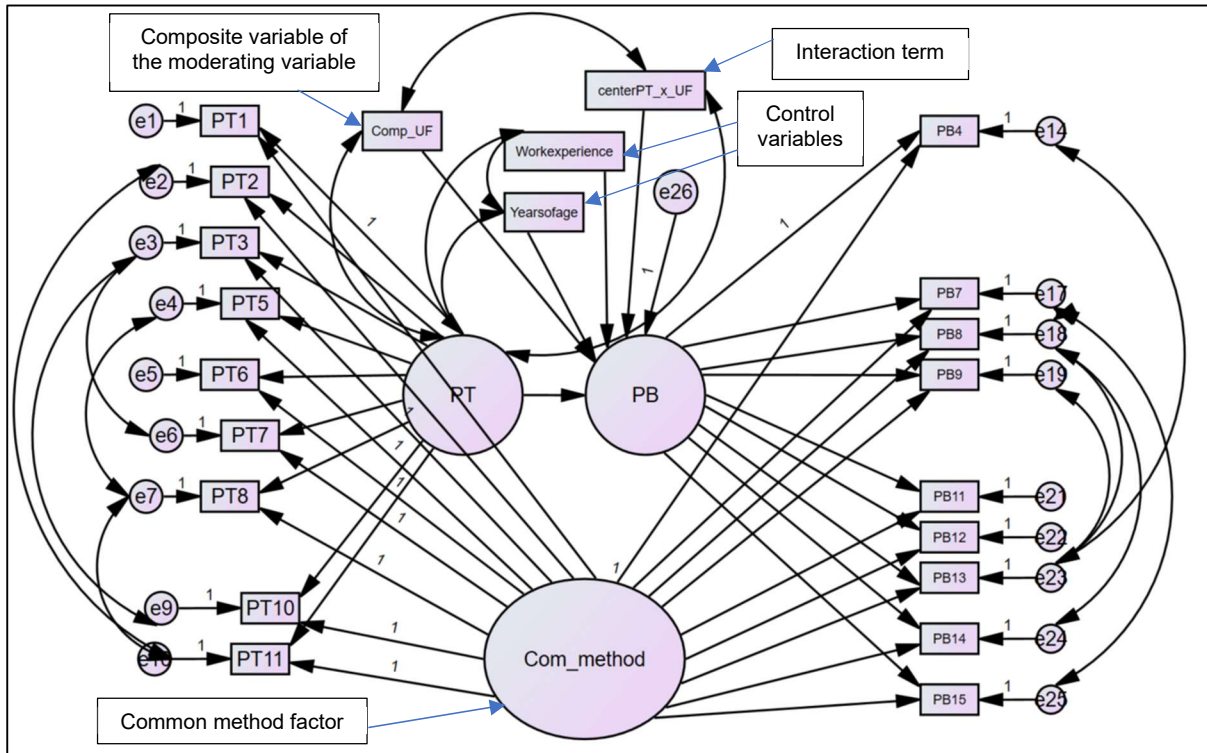 Composite variable of
the moderating variable
Interaction term
Control
variables
Common method factor
Comp_UF
centerPT_x_UF
Workexperience
Yearsofage
e26
1
e1
1
PT1
e2
1
PT2
e3
1
PT3
e4
1
PT5
e5
1
PT6
e6
1
PT7
e7
1
PT8
e9
1
PT10
1
PT11
PT
PB
Com_method
1
1
1
1
1
1
1
1
1
1
PB4
1
e14
PB7
1
e17
PB8
1
e18
PB9
1
e19
PB11
1
e21
PB12
1
e22
PB13
1
e23
PB14
1
e24
PB15
1
e25